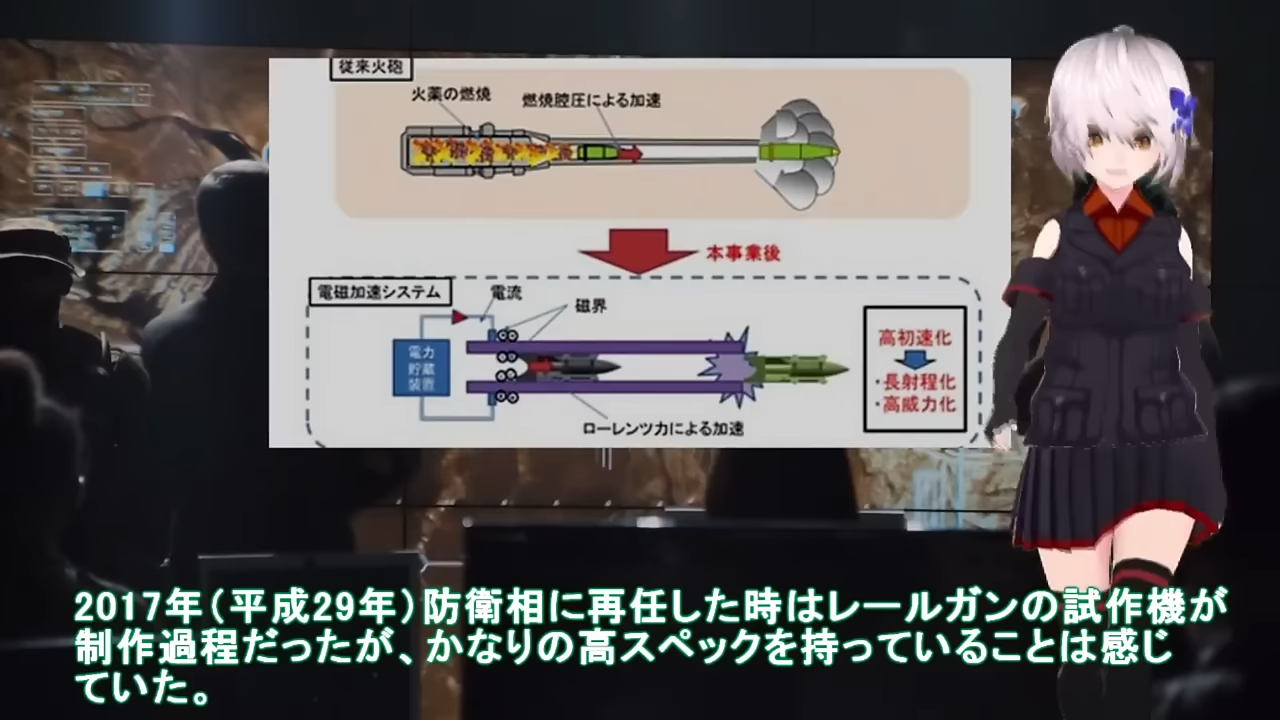 従来火砲
火薬の燃焼
燃焼腔圧による加速
本事業後
電磁加速システム
電流
磁界
電力
貯蔵
装置
高初速化
・長射程化
・高威力化
ローレンツ力による加速
2017年（平成29年）防衛相に再任した時はレールガンの試作機が
制作過程だったが、かなりの高スペックを持っていることは感じ
ていた。